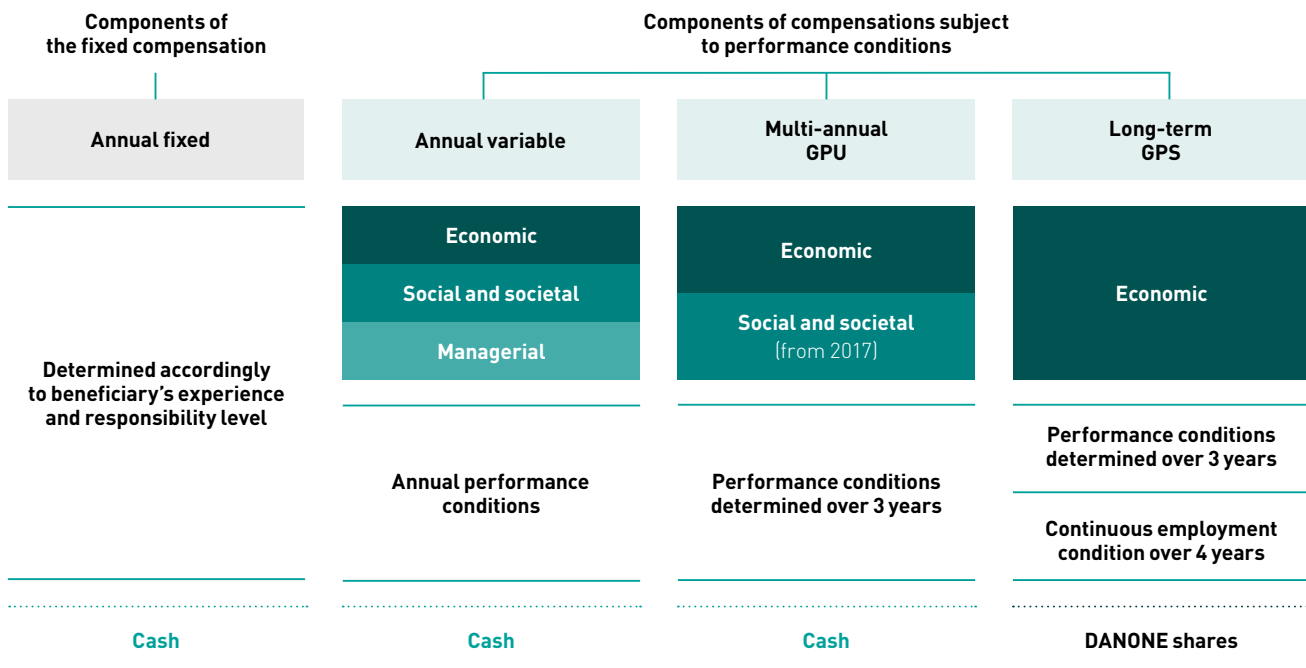 Components of
the fixed compensation
Components of compensations subject
to performance conditions
Annual fixed
Annual variable
Multi-annual
GPU
Long-term
GPS
Determined accordingly
to beneficiary's experience
and responsibility level
Economic
Social and societal
Managerial
Economic
Social and societal
(from 2017)
Economic
Annual performance
conditions
Performance conditions
determined over 3 years
Performance conditions
determined over 3 years
Continuous employment
condition over 4 years
Cash
Cash
Cash
DANONE shares